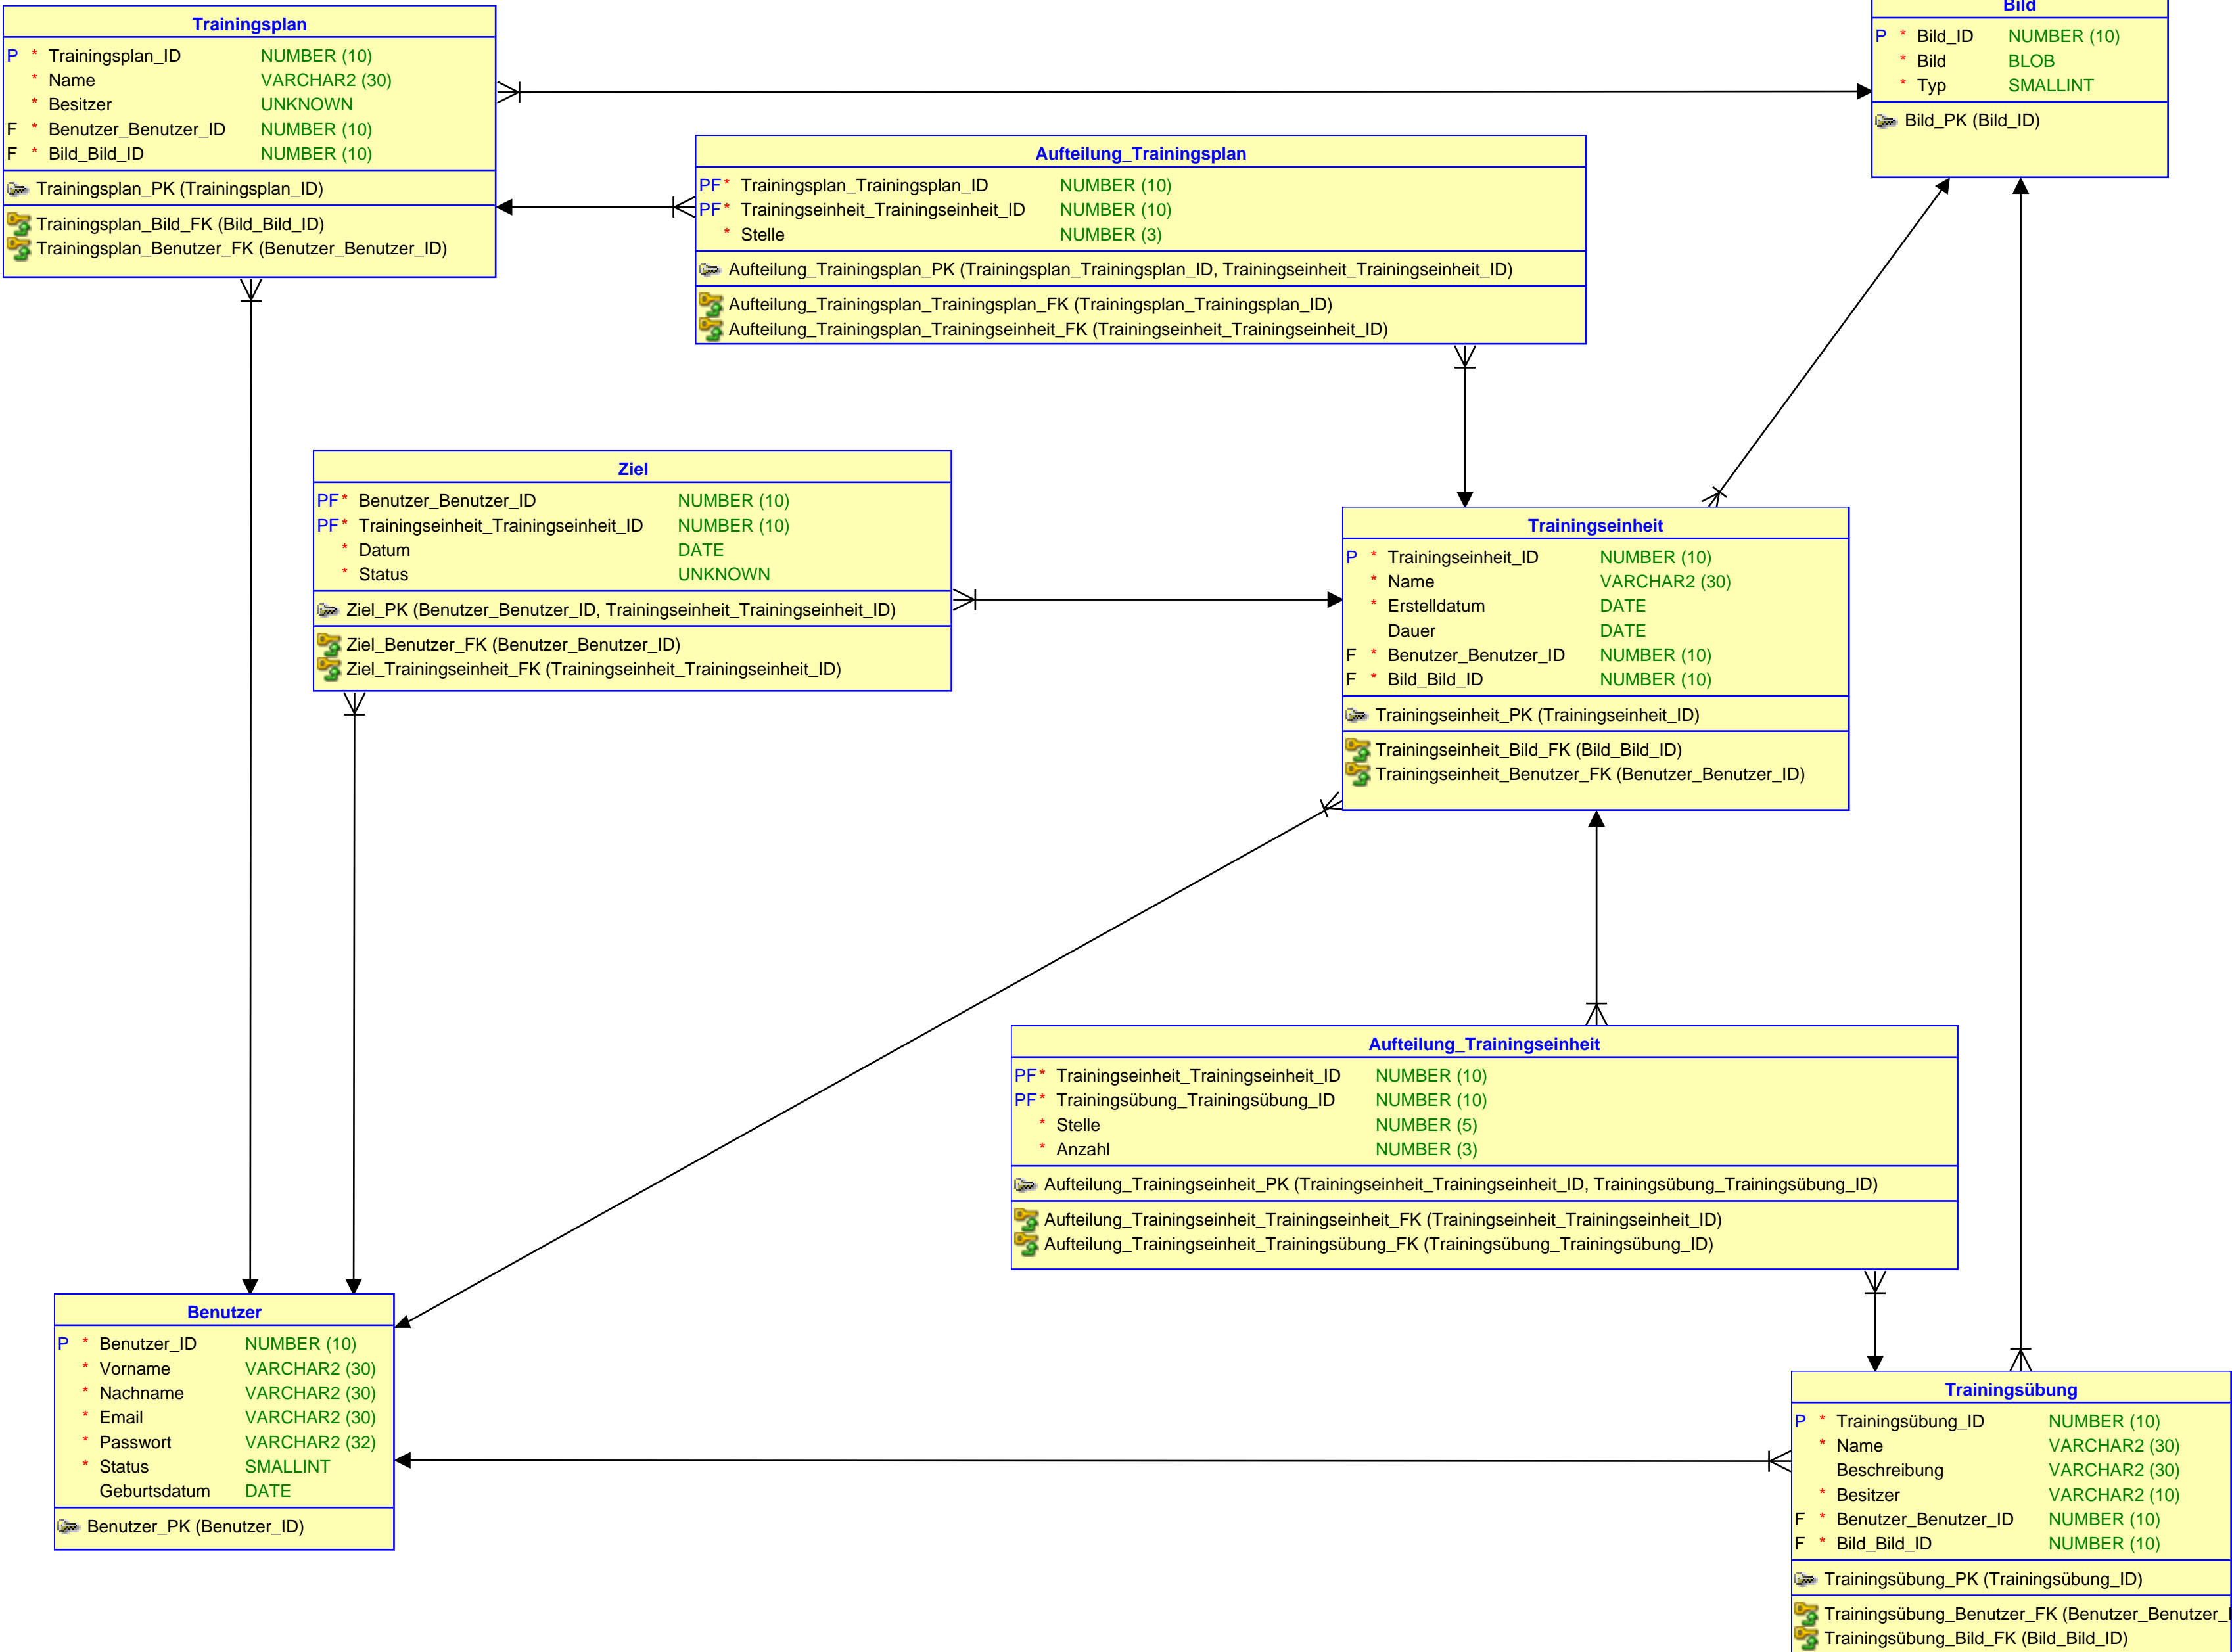 Trainingsplan
P * Trainingsplan_ID NUMBER (10)
* Name VARCHAR2 (30)
* Besitzer UNKNOWN
F * Benutzer_Benutzer_ID NUMBER (10)
F * Bild_Bild_ID NUMBER (10)
Trainingsplan_PK (Trainingsplan_ID)
Trainingsplan_Bild_FK (Bild_Bild_ID)
Trainingsplan_Benutzer_FK (Benutzer_Benutzer_ID)
Bild
P * Bild_ID NUMBER (10)
* Bild BLOB
* Typ SMALLINT
Bild_PK (Bild_ID)
Aufteilung_Trainingsplan
PF* Trainingsplan_Trainingsplan_ID NUMBER (10)
PF* Trainingseinheit_Trainingseinheit_ID NUMBER (10)
* Stelle NUMBER (3)
Aufteilung_Trainingsplan_PK (Trainingsplan_Trainingsplan_ID, Trainingseinheit_Trainingseinheit_ID)
Aufteilung_Trainingsplan_Trainingsplan_FK (Trainingsplan_Trainingsplan_ID)
Aufteilung_Trainingsplan_Trainingseinheit_FK (Trainingseinheit_Trainingseinheit_ID)
Ziel
PF* Benutzer_Benutzer_ID NUMBER (10)
PF* Trainingseinheit_Trainingseinheit_ID NUMBER (10)
* Datum DATE
* Status UNKNOWN
Ziel_PK (Benutzer_Benutzer_ID, Trainingseinheit_Trainingseinheit_ID)
Ziel_Benutzer_FK (Benutzer_Benutzer_ID)
Ziel_Trainingseinheit_FK (Trainingseinheit_Trainingseinheit_ID)
Trainingseinheit
P * Trainingseinheit_ID NUMBER (10)
* Name VARCHAR2 (30)
* Erstelldatum DATE
Dauer DATE
F * Benutzer_Benutzer_ID NUMBER (10)
F * Bild_Bild_ID NUMBER (10)
Trainingseinheit_PK (Trainingseinheit_ID)
Trainingseinheit_Bild_FK (Bild_Bild_ID)
Trainingseinheit_Benutzer_FK (Benutzer_Benutzer_ID)
Aufteilung_Trainingseinheit
PF* Trainingseinheit_Trainingseinheit_ID NUMBER (10)
PF* Trainingsübung_Trainingsübung_ID NUMBER (10)
* Stelle NUMBER (5)
* Anzahl NUMBER (3)
Aufteilung_Trainingseinheit_PK (Trainingseinheit_Trainingseinheit_ID, Trainingsübung_Trainingsübung_ID)
Aufteilung_Trainingseinheit_Trainingseinheit_FK (Trainingseinheit_Trainingseinheit_ID)
Aufteilung_Trainingseinheit_Trainingsübung_FK (Trainingsübung_Trainingsübung_ID)
Benutzer
P * Benutzer_ID NUMBER (10)
* Vorname VARCHAR2 (30)
* Nachname VARCHAR2 (30)
* Email VARCHAR2 (30)
* Passwort VARCHAR2 (32)
* Status SMALLINT
Geburtsdatum DATE
Benutzer_PK (Benutzer_ID)
Trainingsübung
P * Trainingsübung_ID NUMBER (10)
* Name VARCHAR2 (30)
Beschreibung VARCHAR2 (30)
* Besitzer VARCHAR2 (10)
F * Benutzer_Benutzer_ID NUMBER (10)
F * Bild_Bild_ID NUMBER (10)
Trainingsübung_PK (Trainingsübung_ID)
Trainingsübung_Benutzer_FK (Benutzer_Benutzer_
Trainingsübung_Bild_FK (Bild_Bild_ID)